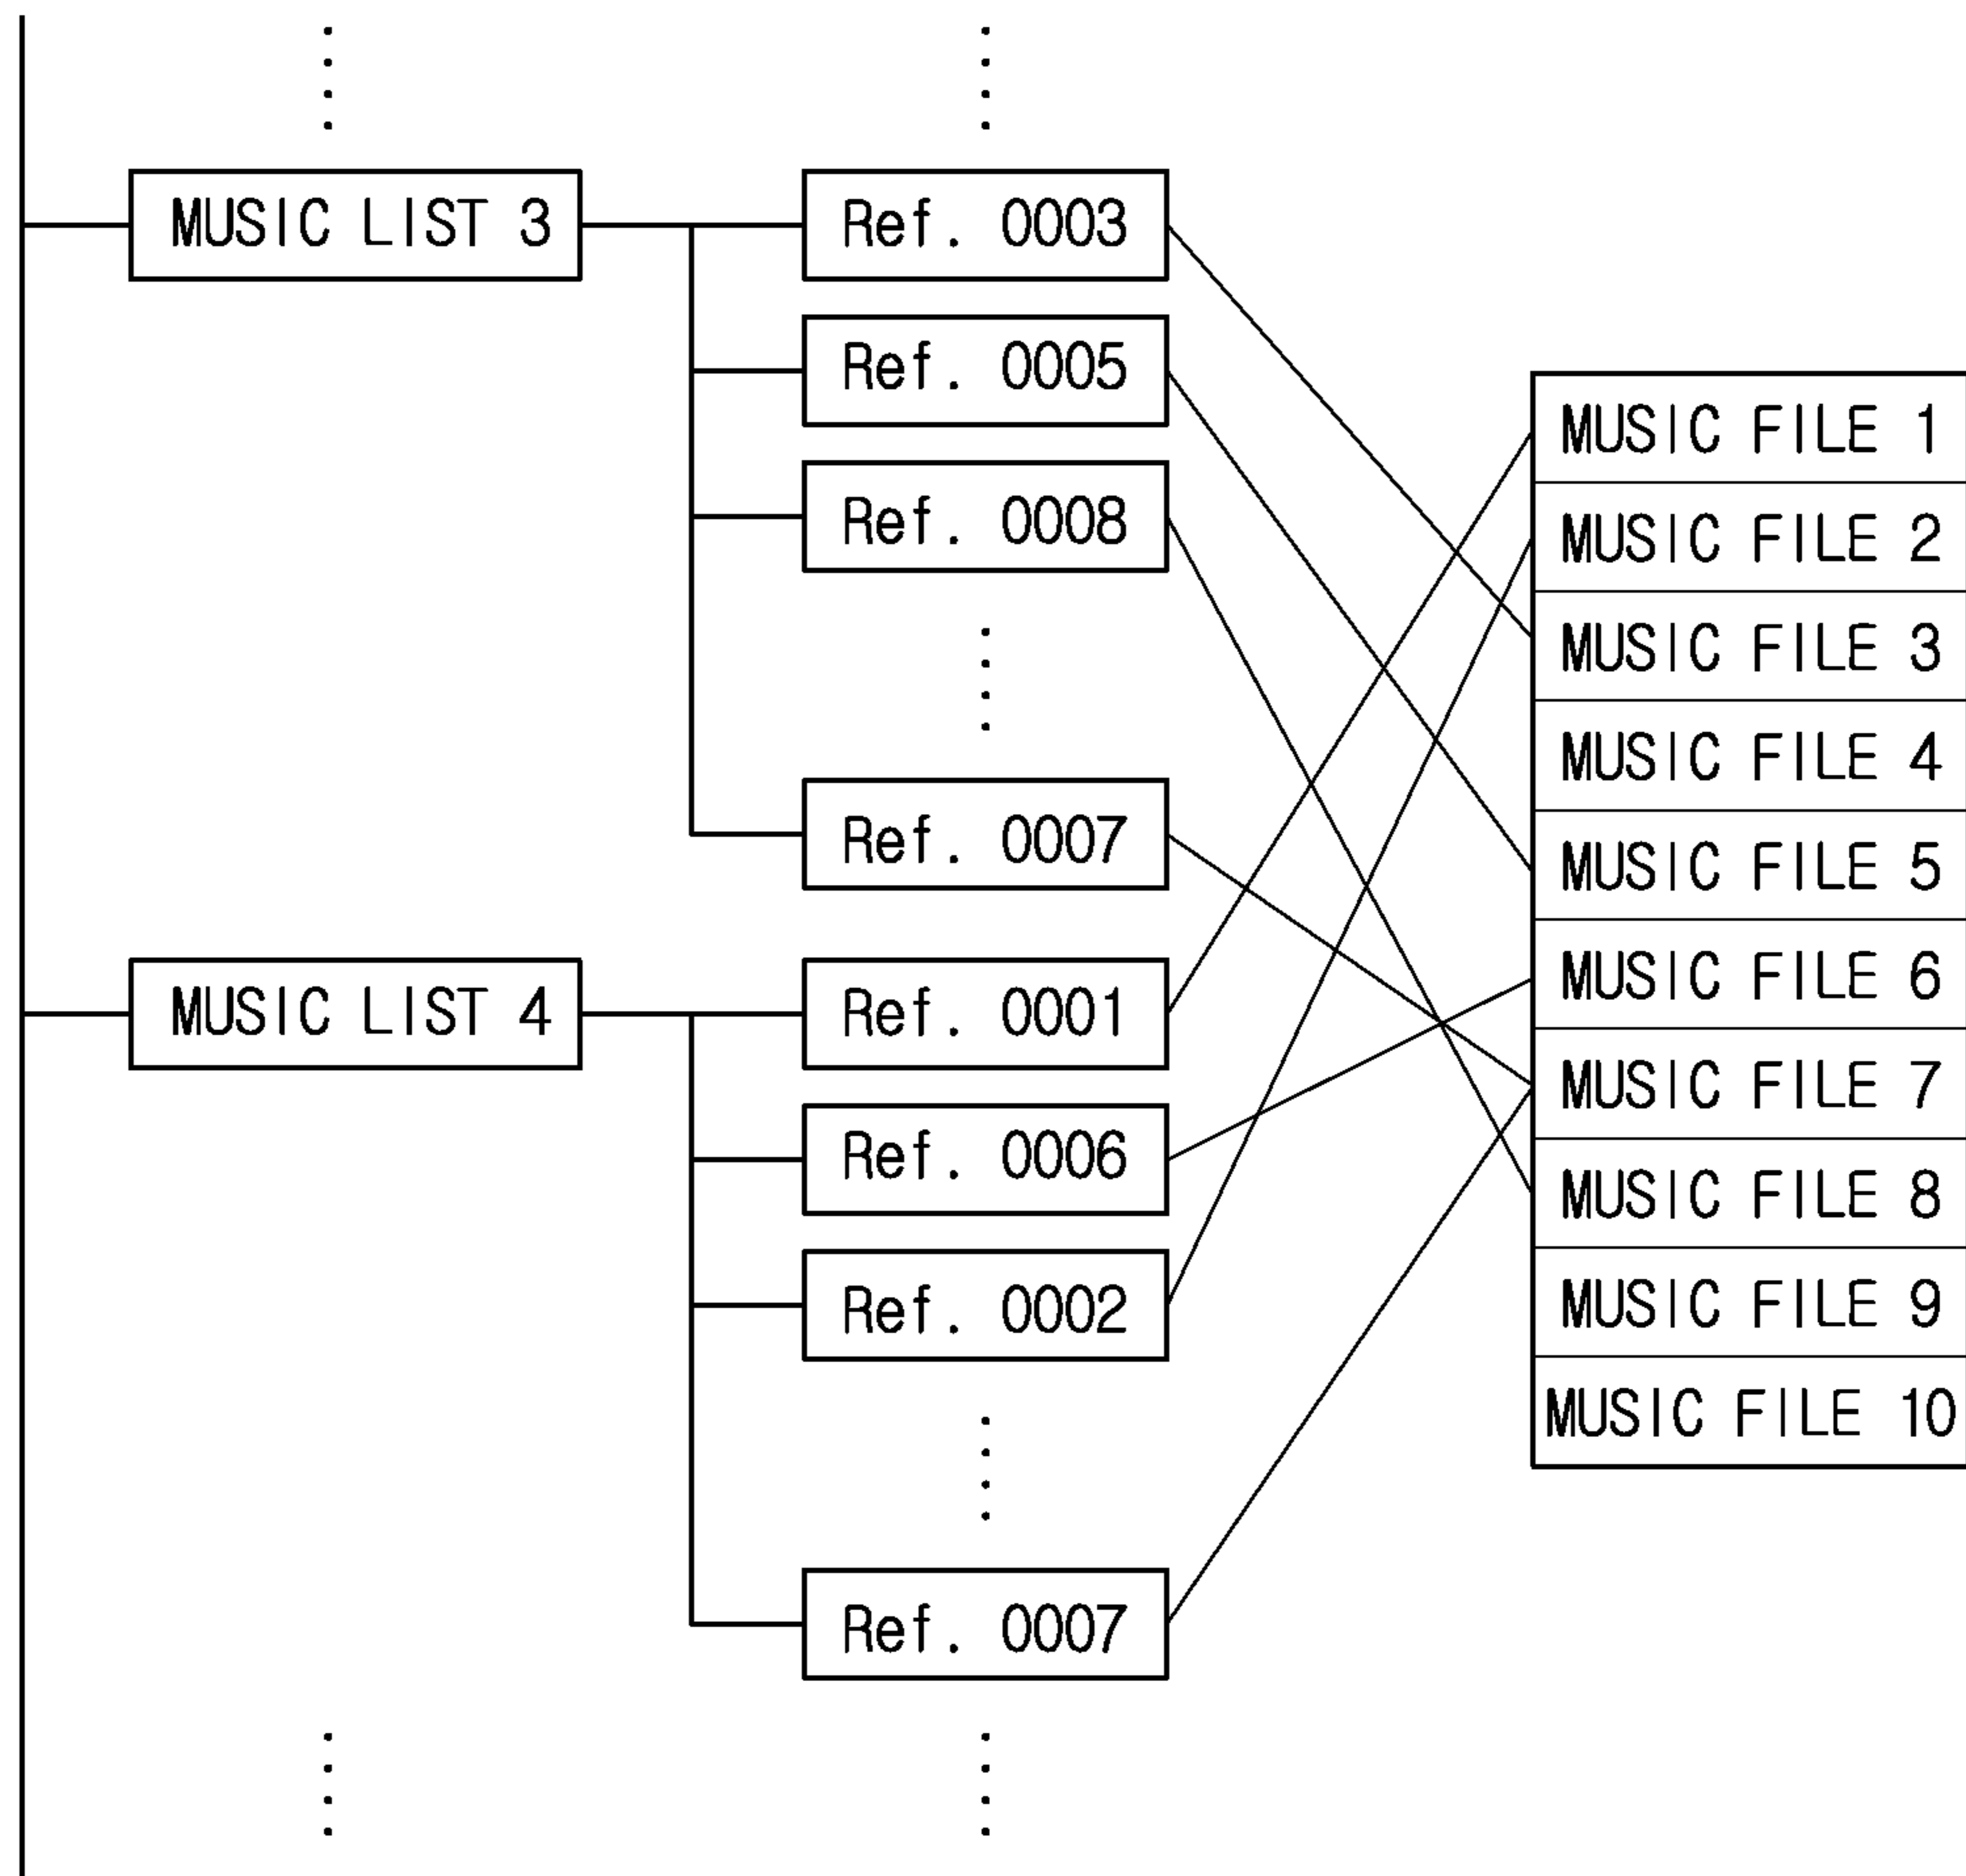 MUSIC LIST 3
Ref. 0003
Ref. 0005
Ref. 0008
Ref. 0007
MUSIC LIST 4
Ref. 0001
Ref. 0006
Ref. 0002
Ref. 0007
MUSIC FILE 1
MUSIC FILE 2
MUSIC FILE 3
MUSIC FILE 4
MUSIC FILE 5
MUSIC FILE 6
MUSIC FILE 7
MUSIC FILE 8
MUSIC FILE 9
MUSIC FILE 10